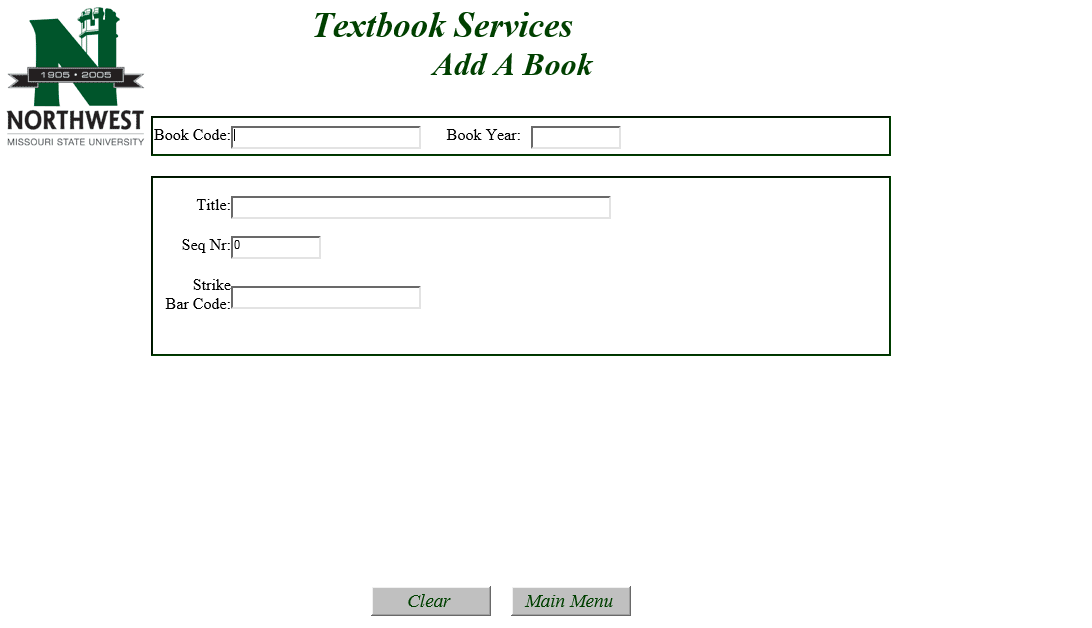 Textbook Services
Add A Book
1905 • 2005
NORTHWEST
MISSOURI STATE UNIVERSITY
Book Code: Book Year:
Title:
Seq Nr: 0
Strike
Bar Code:
Clear Main Menu